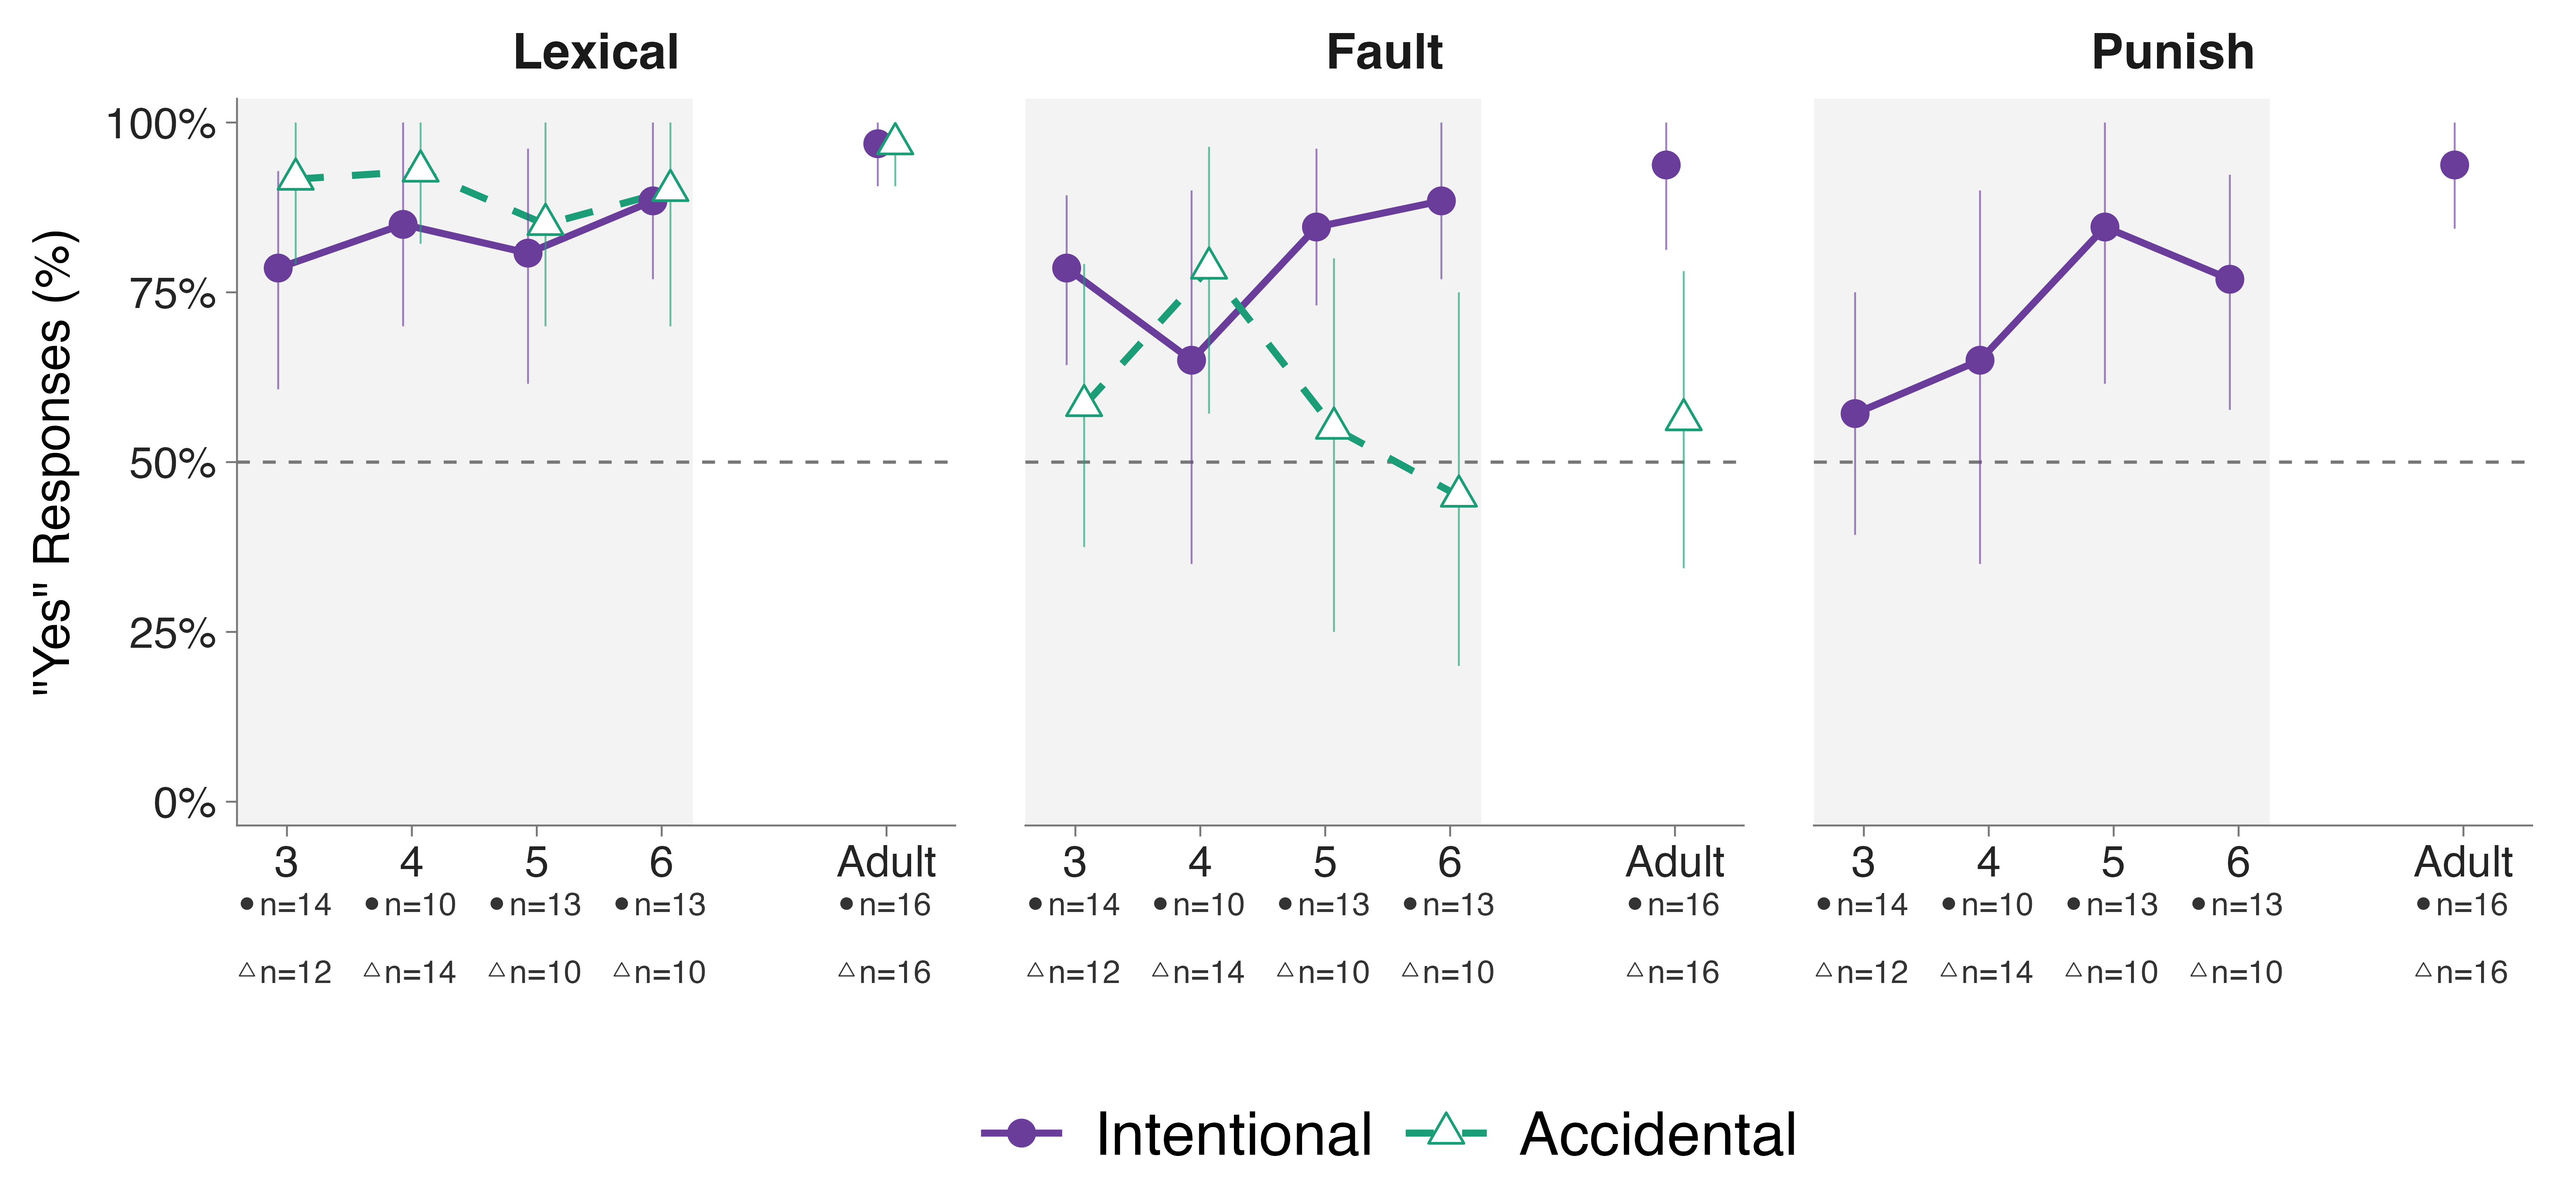 Lexical Fault Punish
"Yes" Responses (%)
100%
75%
50%
25%
0%
3 4 5 6 Adult 3 4 5 6 Adult 3 4 5 6 Adult
n=14 n=10 n=13 n=13 n=16 n=14 n=10 n=13 n=13 n=16 n=14 n=10 n=13 n=13 n=16
n=12 n=14 n=10 n=10 n=16 n=12 n=14 n=10 n=10 n=16 n=12 n=14 n=10 n=10 n=16
Intentional Accidental